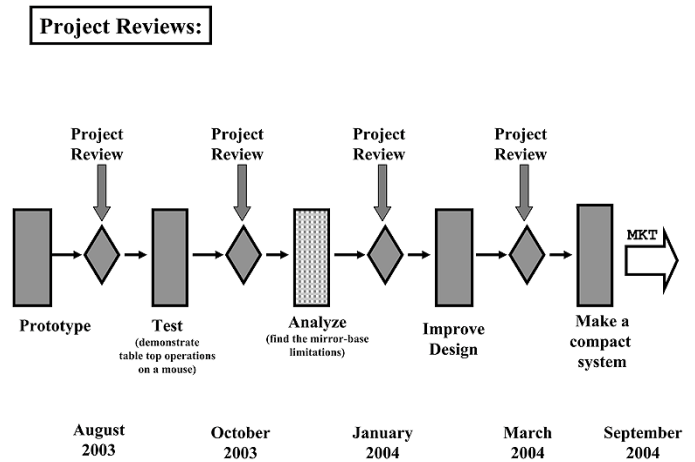 Project Reviews:
Project
Review
Project
Review
Project
Review
Project
Review
MKT
Prototype
Test
(demonstrate
table top operations
on a mouse)
Analyze
(find the mirror-base
limitations)
Improve
Design
Make a
compact
system
August
2003
October
2003
January
2004
March
2004
September
2004